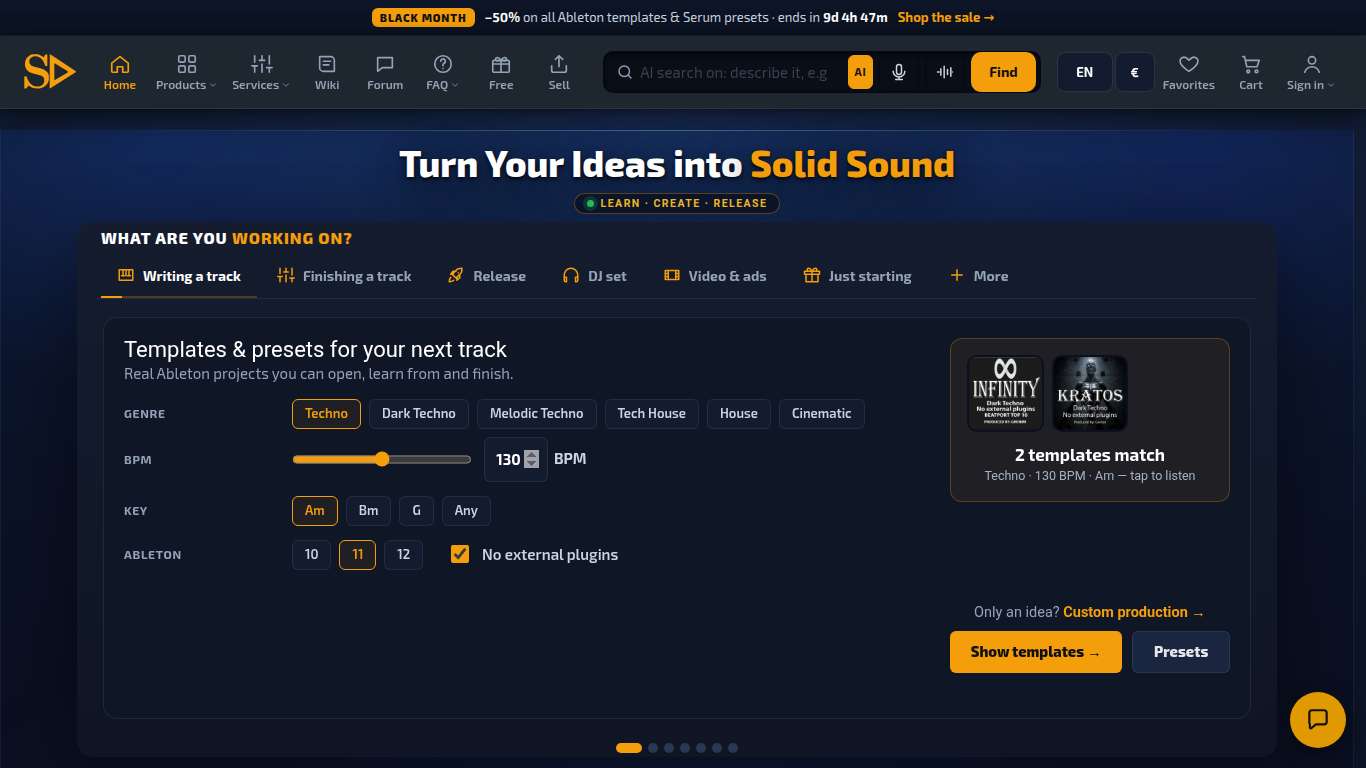 BLACK MONTH −50% on all Ableton templates & Serum presets · ends in 9d 4h 47m Shop the sale →
SD
Home Products Services Wiki Forum FAQ Free Sell
AI search on: describe it, e.g AI Find EN € Favorites Cart Sign in
Turn Your Ideas into Solid Sound
LEARN · CREATE · RELEASE
WHAT ARE YOU WORKING ON?
Writing a track Finishing a track Release DJ set Video & ads Just starting More
Templates & presets for your next track
Real Ableton projects you can open, learn from and finish.
GENRE Techno Dark Techno Melodic Techno Tech House House Cinematic
BPM 130 BPM
KEY Am Bm G Any
ABLETON 10 11 12 No external plugins
INFINITY
Dark Techno
No external plugins
BEATPORT TOP 10
KRATOS
Dark Techno
No external plugins
2 templates match
Techno · 130 BPM · Am — tap to listen
Only an idea? Custom production →
Show templates → Presets